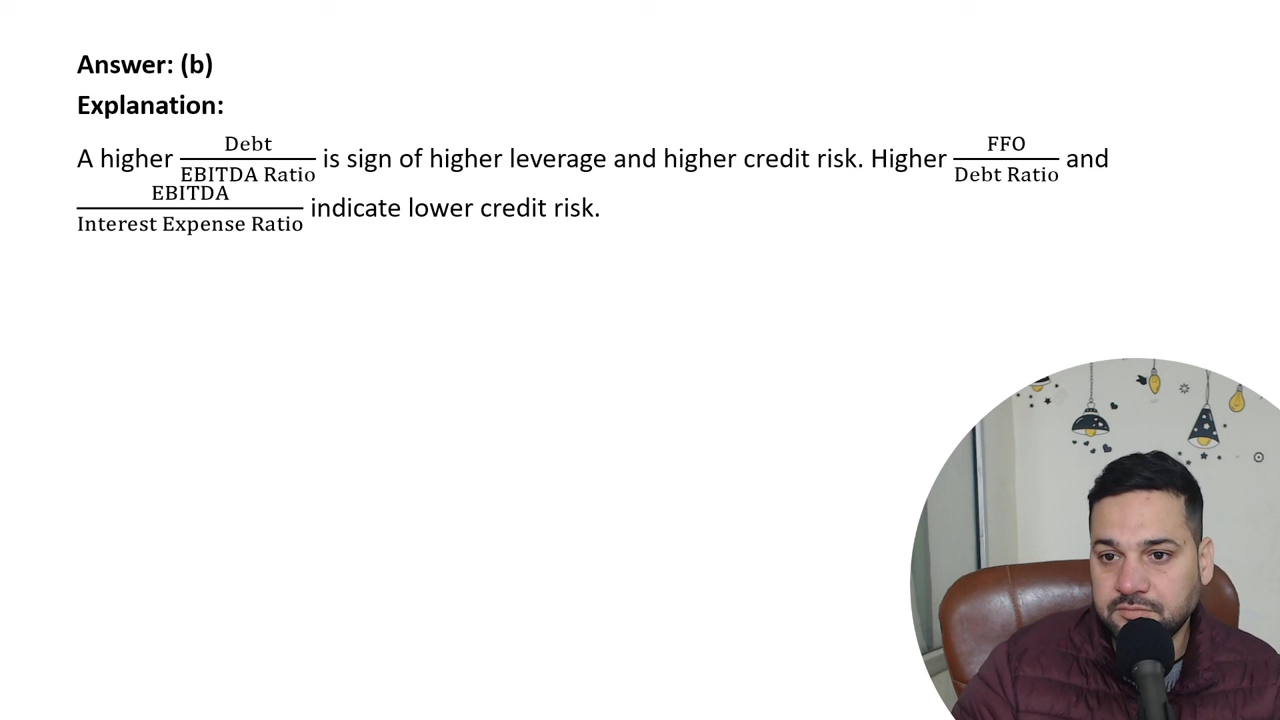 Answer: (b)
Explanation:
A higher Debt / EBITDA Ratio is sign of higher leverage and higher credit risk. Higher FFO / Debt Ratio and
EBITDA / Interest Expense Ratio indicate lower credit risk.